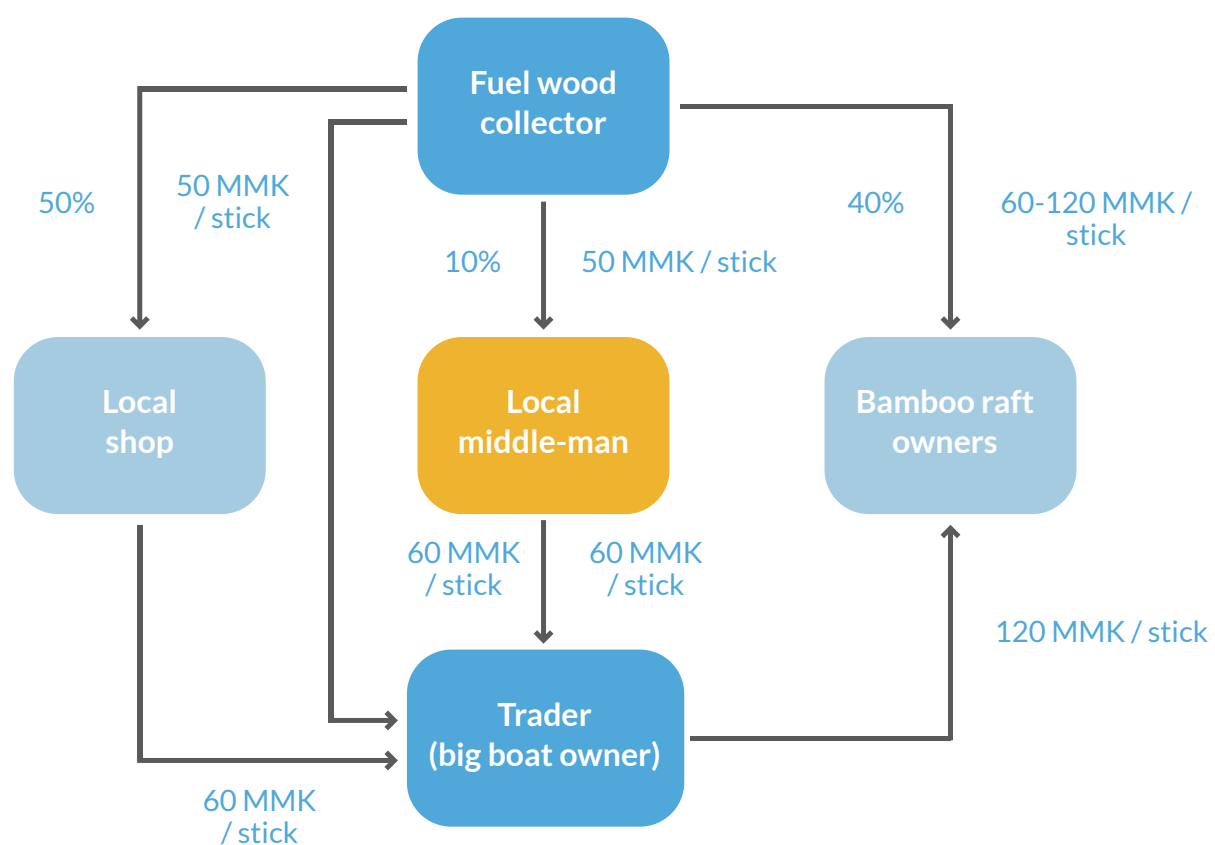 Fuel wood
collector
50%
50 MMK
/ stick
10%
50 MMK / stick
40%
60-120 MMK /
stick
Local
shop
Local
middle-man
Bamboo raft
owners
60 MMK
/ stick
60 MMK
/ stick
120 MMK / stick
Trader
(big boat owner)
60 MMK
/ stick